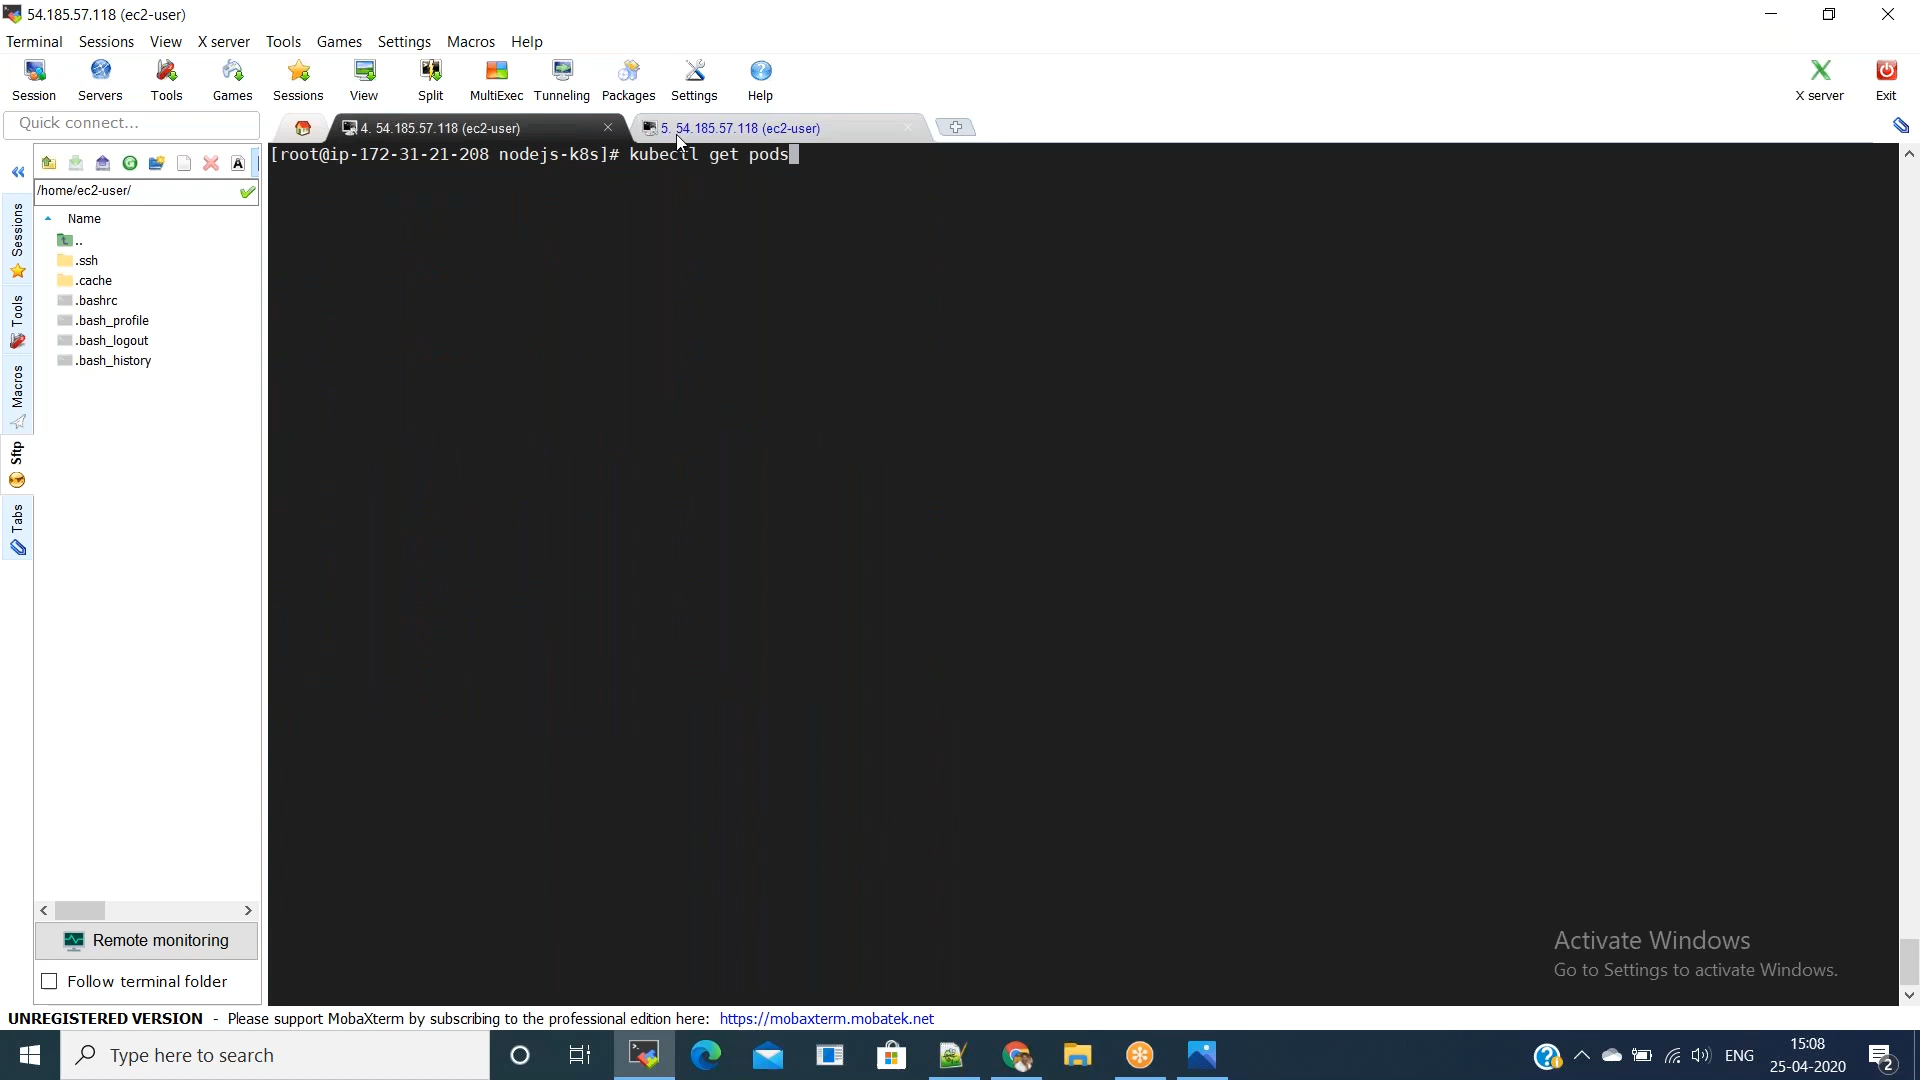 54.185.57.118 (ec2-user)
Terminal Sessions View X server Tools Games Settings Macros Help
Session Servers Tools Games Sessions View Split MultiExec Tunneling Packages Settings Help X server Exit
Quick connect...
4. 54.185.57.118 (ec2-user)
5. 54.185.57.118 (ec2-user)
[root@ip-172-31-21-208 nodejs-k8s]# kubectl get pods
/home/ec2-user/
Name
..
.ssh
.cache
.bashrc
.bash_profile
.bash_logout
.bash_history
Sessions
Tools
Macros
Sftp
Tabs
Remote monitoring
Follow terminal folder
Activate Windows
Go to Settings to activate Windows.
UNREGISTERED VERSION - Please support MobaXterm by subscribing to the professional edition here: https://mobaxterm.mobatek.net
Type here to search
ENG
15:08
25-04-2020
2